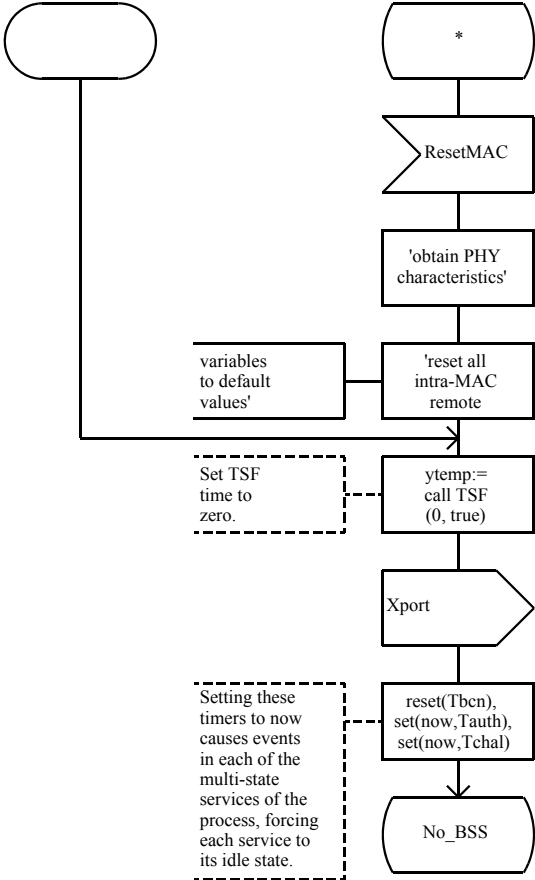 *
ResetMAC
'obtain PHY
characteristics'
'reset all
intra-MAC
remote
variables
to default
values'
Set TSF
time to
zero.
ytemp:=
call TSF
(0, true)
Xport
Setting these
timers to now
causes events
in each of the
multi-state
services of the
process, forcing
each service to
its idle state.
reset(Tbcn),
set(now,Tauth),
set(now,Tchal)
No_BSS